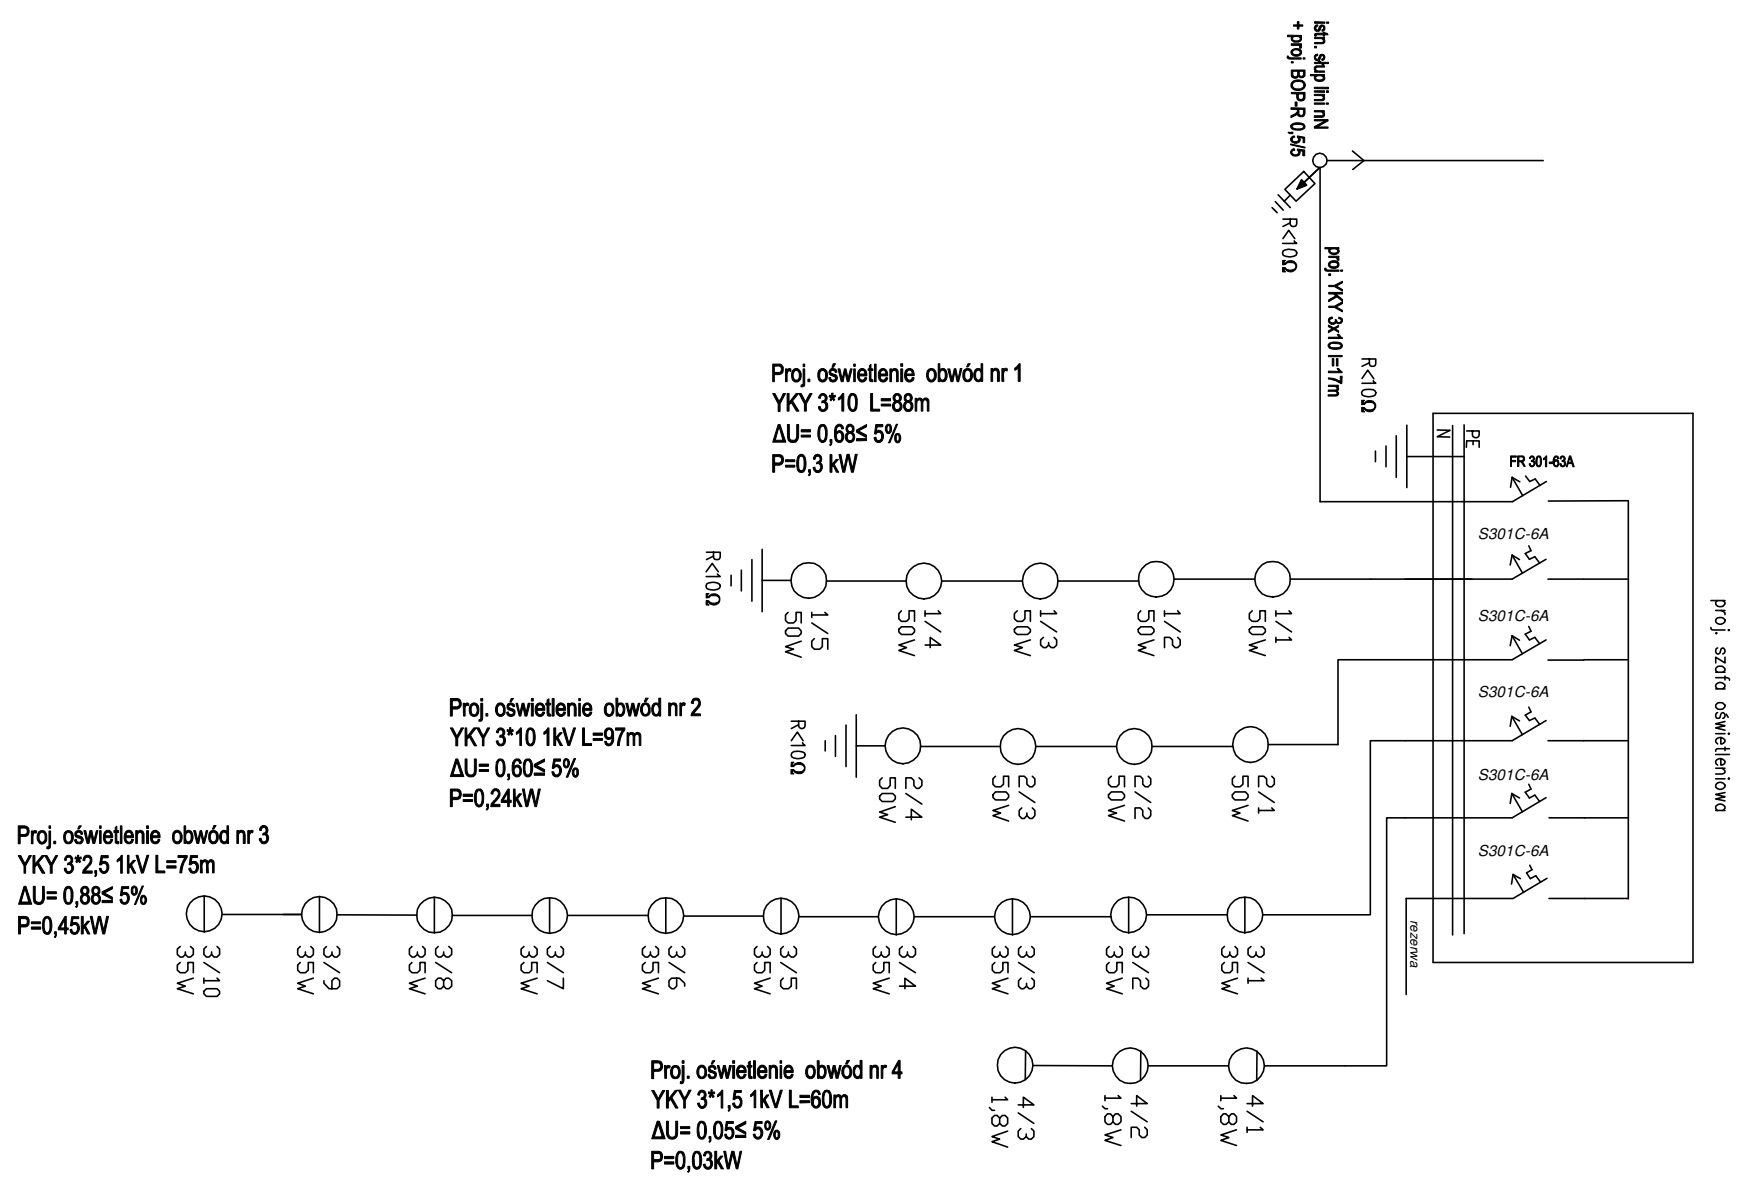 istn. słup lini nN
+ proj. BOP-R 0,5/5
R<10Ω
proj. YKY 3x10 l=17m
R<10Ω
Proj. oświetlenie obwód nr 1
YKY 3*10 L=88m
ΔU= 0,68≤ 5%
P=0,3 kW
N
PE
FR 301-63A
S301C-6A
S301C-6A
S301C-6A
S301C-6A
S301C-6A
rezerwa
proj. szafa oświetleniowa
R<10Ω
1/5
50W
1/4
50W
1/3
50W
1/2
50W
1/1
50W
Proj. oświetlenie obwód nr 2
YKY 3*10 1kV L=97m
ΔU= 0,60≤ 5%
P=0,24kW
R<10Ω
2/4
50W
2/3
50W
2/2
50W
2/1
50W
Proj. oświetlenie obwód nr 3
YKY 3*2,5 1kV L=75m
ΔU= 0,88≤ 5%
P=0,45kW
3/10
35W
3/9
35W
3/8
35W
3/7
35W
3/6
35W
3/5
35W
3/4
35W
3/3
35W
3/2
35W
3/1
35W
Proj. oświetlenie obwód nr 4
YKY 3*1,5 1kV L=60m
ΔU= 0,05≤ 5%
P=0,03kW
4/3
1,8W
4/2
1,8W
4/1
1,8W